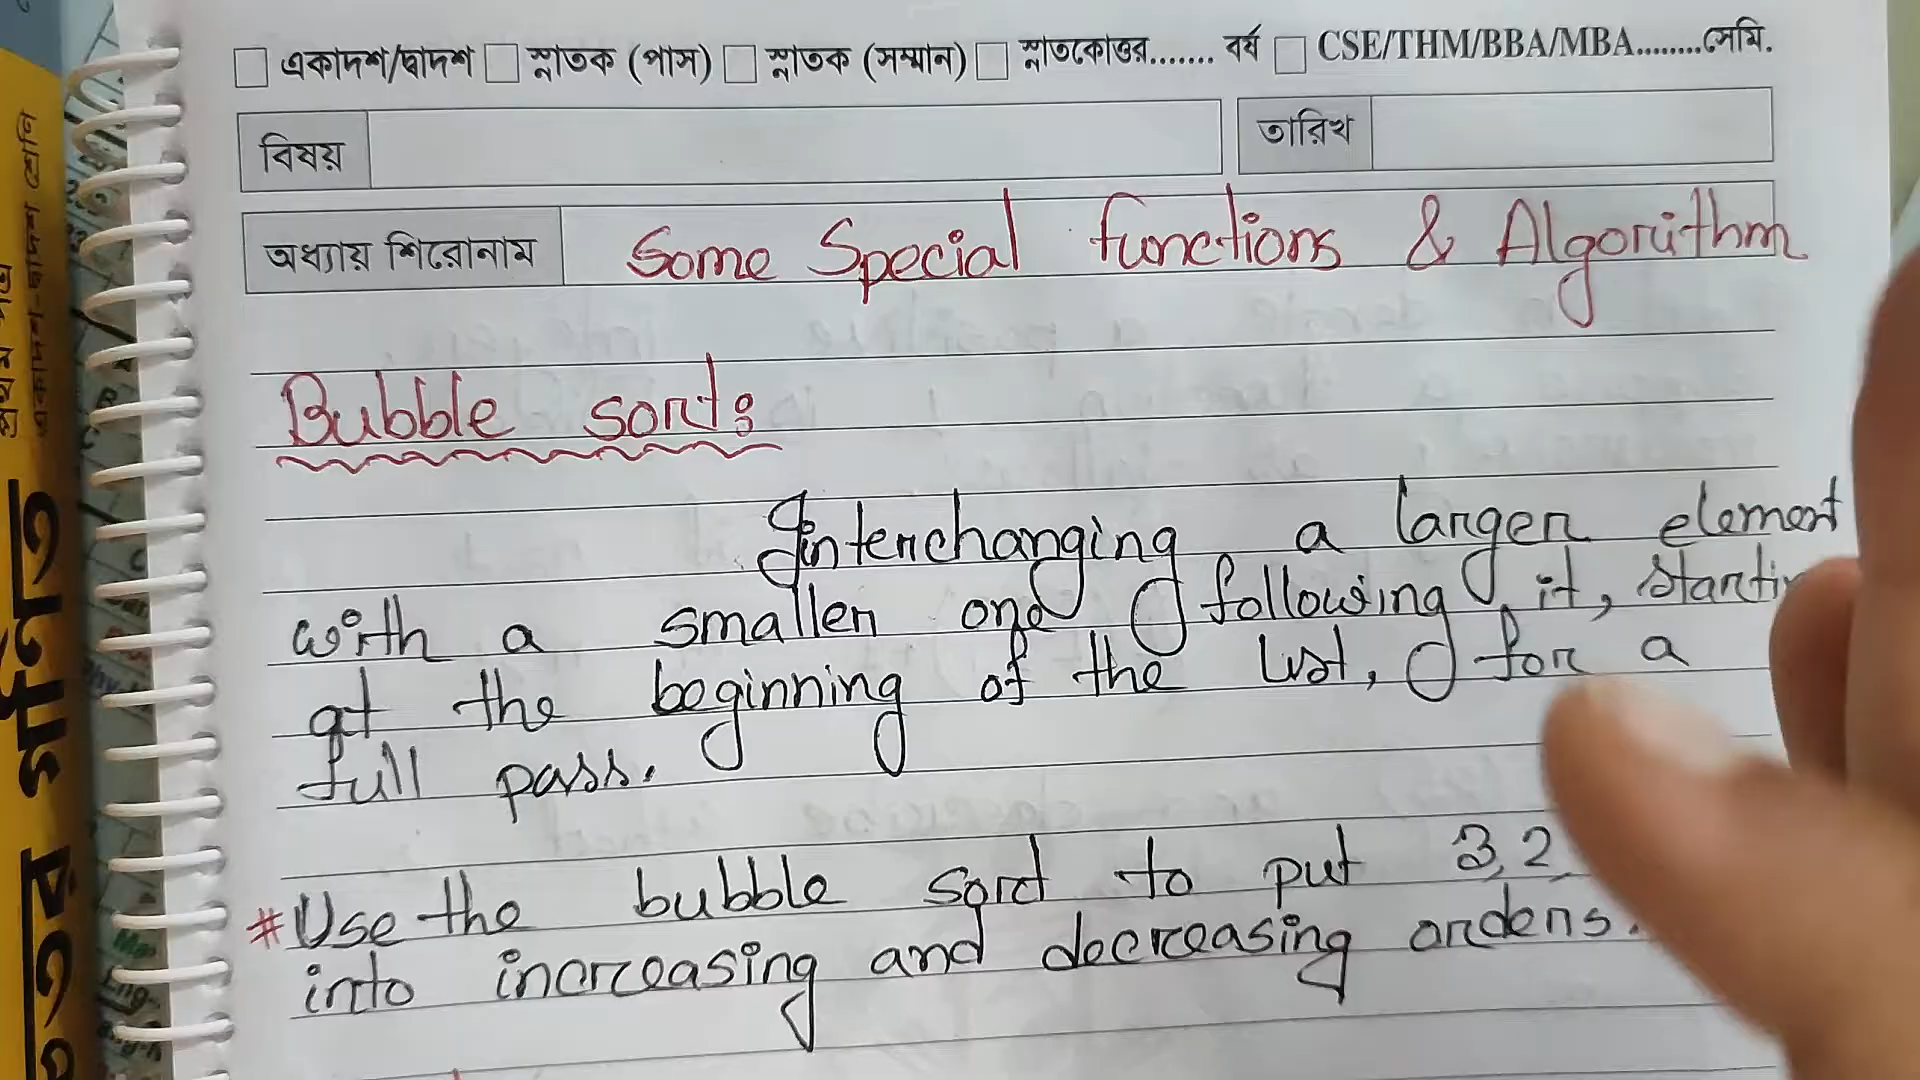 একাদশ/দ্বাদশ স্নাতক (পাস) স্নাতক (সম্মান) স্নাতকোত্তর....... বর্ষ CSE/THM/BBA/MBA........সেমি.
বিষয় তারিখ
অধ্যায় শিরোনাম Some Special functions & Algorithm
Bubble sort:
Interchanging a larger element
with a smaller one following it,
at the beginning of the list, for a
full pass.
# Use the bubble sort to put 3, 2
into increasing and decreasing orders.